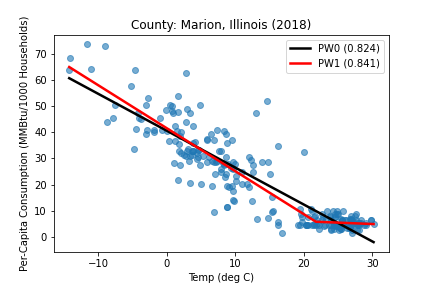 County: Marion, Illinois (2018)
PW0 (0.824)
PW1 (0.841)
Per-Capita Consumption (MMBtu/1000 Households)
70
60
50
40
30
20
10
0
−10
0
10
20
30
Temp (deg C)